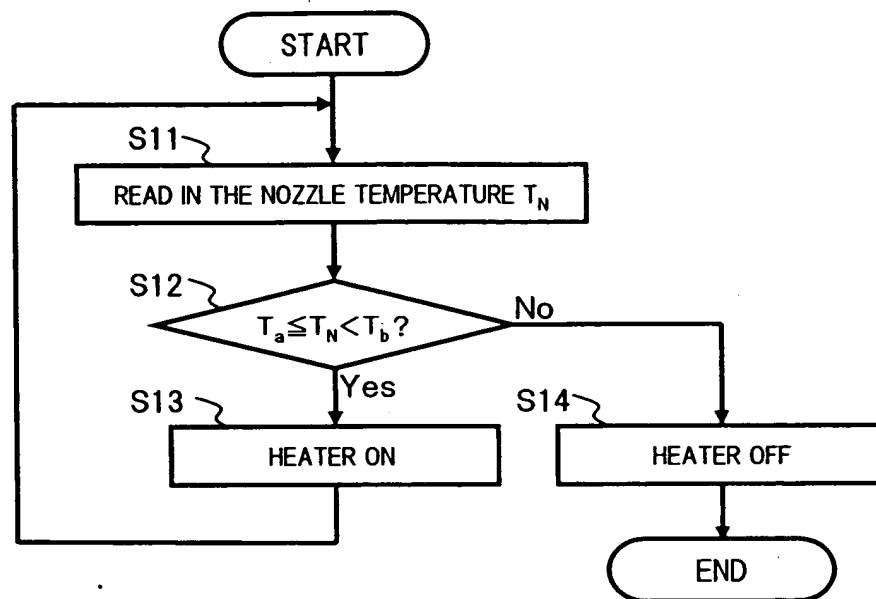 START
S11
READ IN THE NOZZLE TEMPERATURE T_N
S12
T_a≦T_N<T_b?
No
Yes
S13
HEATER ON
S14
HEATER OFF
END